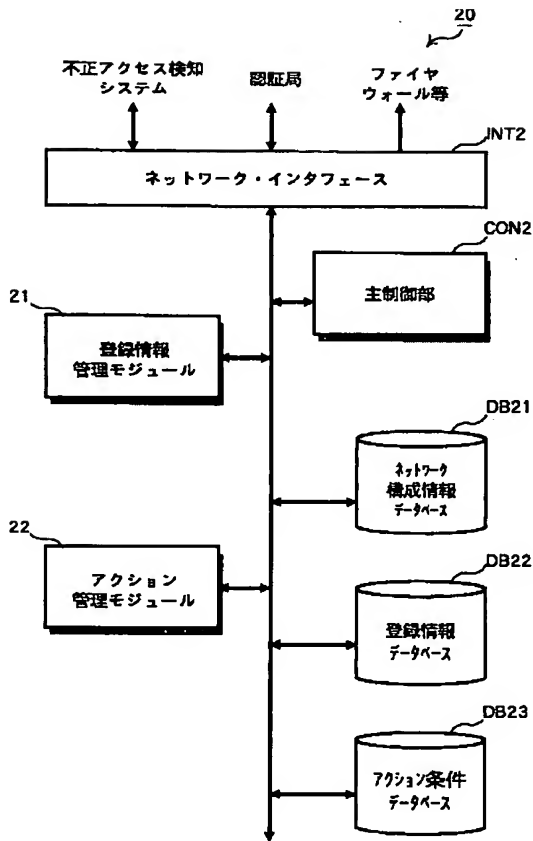 20
不正アクセス検知
システム
認証局
ファイヤ
ウォール等
INT2
ネットワーク・インタフェース
CON2
主制御部
21
登録情報
管理モジュール
DB21
ネットワーク
構成情報
データベース
22
アクション
管理モジュール
DB22
登録情報
データベース
DB23
アクション条件
データベース